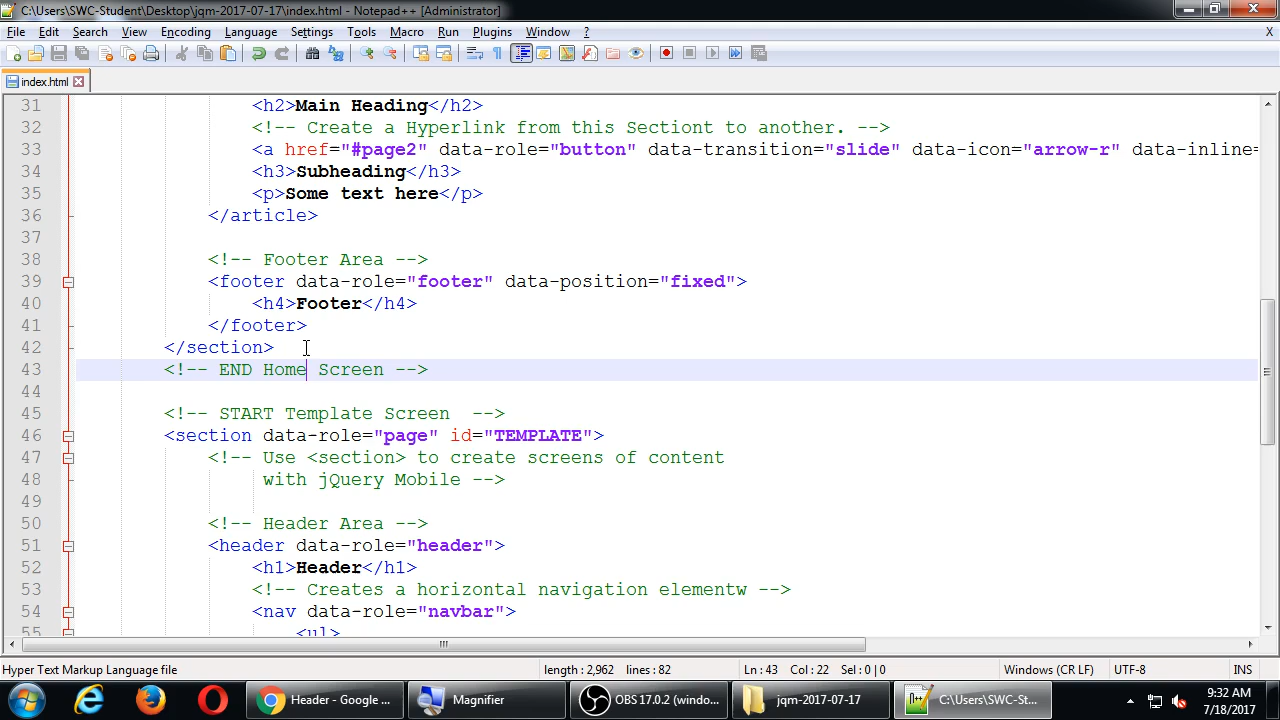 C:\Users\SWC-Student\Desktop\jqm-2017-07-17\index.html - Notepad++ [Administrator]
File Edit Search View Encoding Language Settings Tools Macro Run Plugins Window ? X
index.html
31 <h2>Main Heading</h2>
32 <!-- Create a Hyperlink from this Sectiont to another. -->
33 <a href="#page2" data-role="button" data-transition="slide" data-icon="arrow-r" data-inline=
34 <h3>Subheading</h3>
35 <p>Some text here</p>
36 </article>
37
38 <!-- Footer Area -->
39 <footer data-role="footer" data-position="fixed">
40 <h4>Footer</h4>
41 </footer>
42 </section>
43 <!-- END Home Screen -->
44
45 <!-- START Template Screen  -->
46 <section data-role="page" id="TEMPLATE">
47 <!-- Use <section> to create screens of content
48 with jQuery Mobile -->
49
50 <!-- Header Area -->
51 <header data-role="header">
52 <h1>Header</h1>
53 <!-- Creates a horizontal navigation elementw -->
54 <nav data-role="navbar">
55 <ul>
Hyper Text Markup Language file length : 2,962 lines : 82 Ln : 43 Col : 22 Sel : 0 | 0 Windows (CR LF) UTF-8 INS
Header - Google ... Magnifier OBS 17.0.2 (windo... jqm-2017-07-17 C:\Users\SWC-St... 9:32 AM
7/18/2017